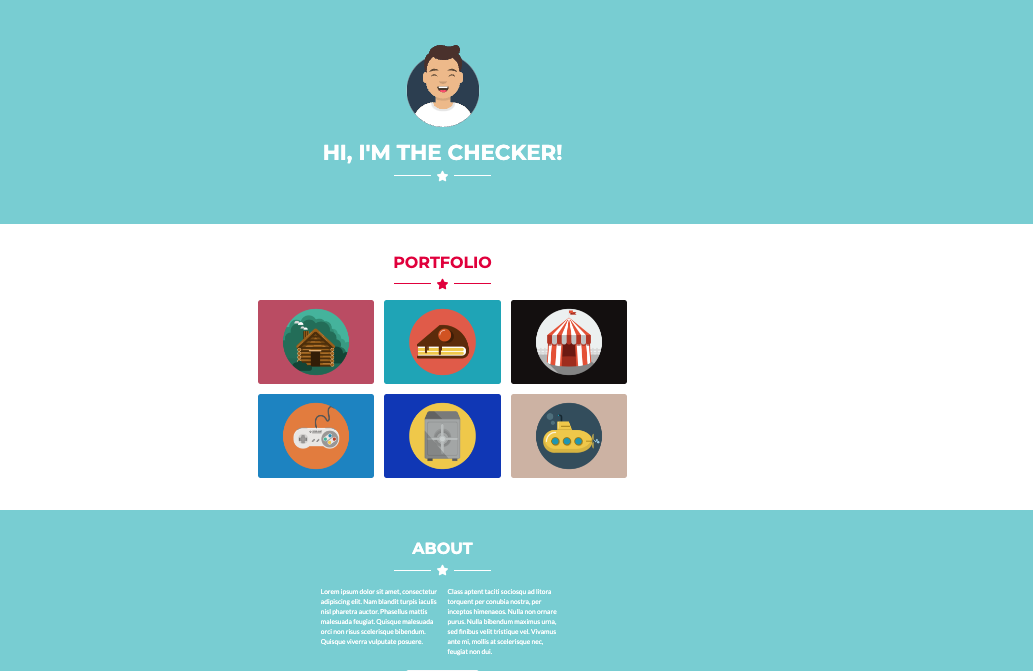 HI, I'M THE CHECKER!
PORTFOLIO
ABOUT
Lorem ipsum dolor sit amet, consectetur
adipiscing elit. Nam blandit turpis iaculis
nisl pharetra auctor. Phasellus mattis
malesuada feugiat. Quisque malesuada
orci non risus scelerisque bibendum.
Quisque viverra vulputate posuere.
Class aptent taciti sociosqu ad litora
torquent per conubia nostra, per
inceptos himenaeos. Nulla non ornare
purus. Nulla bibendum maximus urna,
sed finibus velit tristique vel. Vivamus
ante mi, mollis at scelerisque nec,
feugiat non dui.